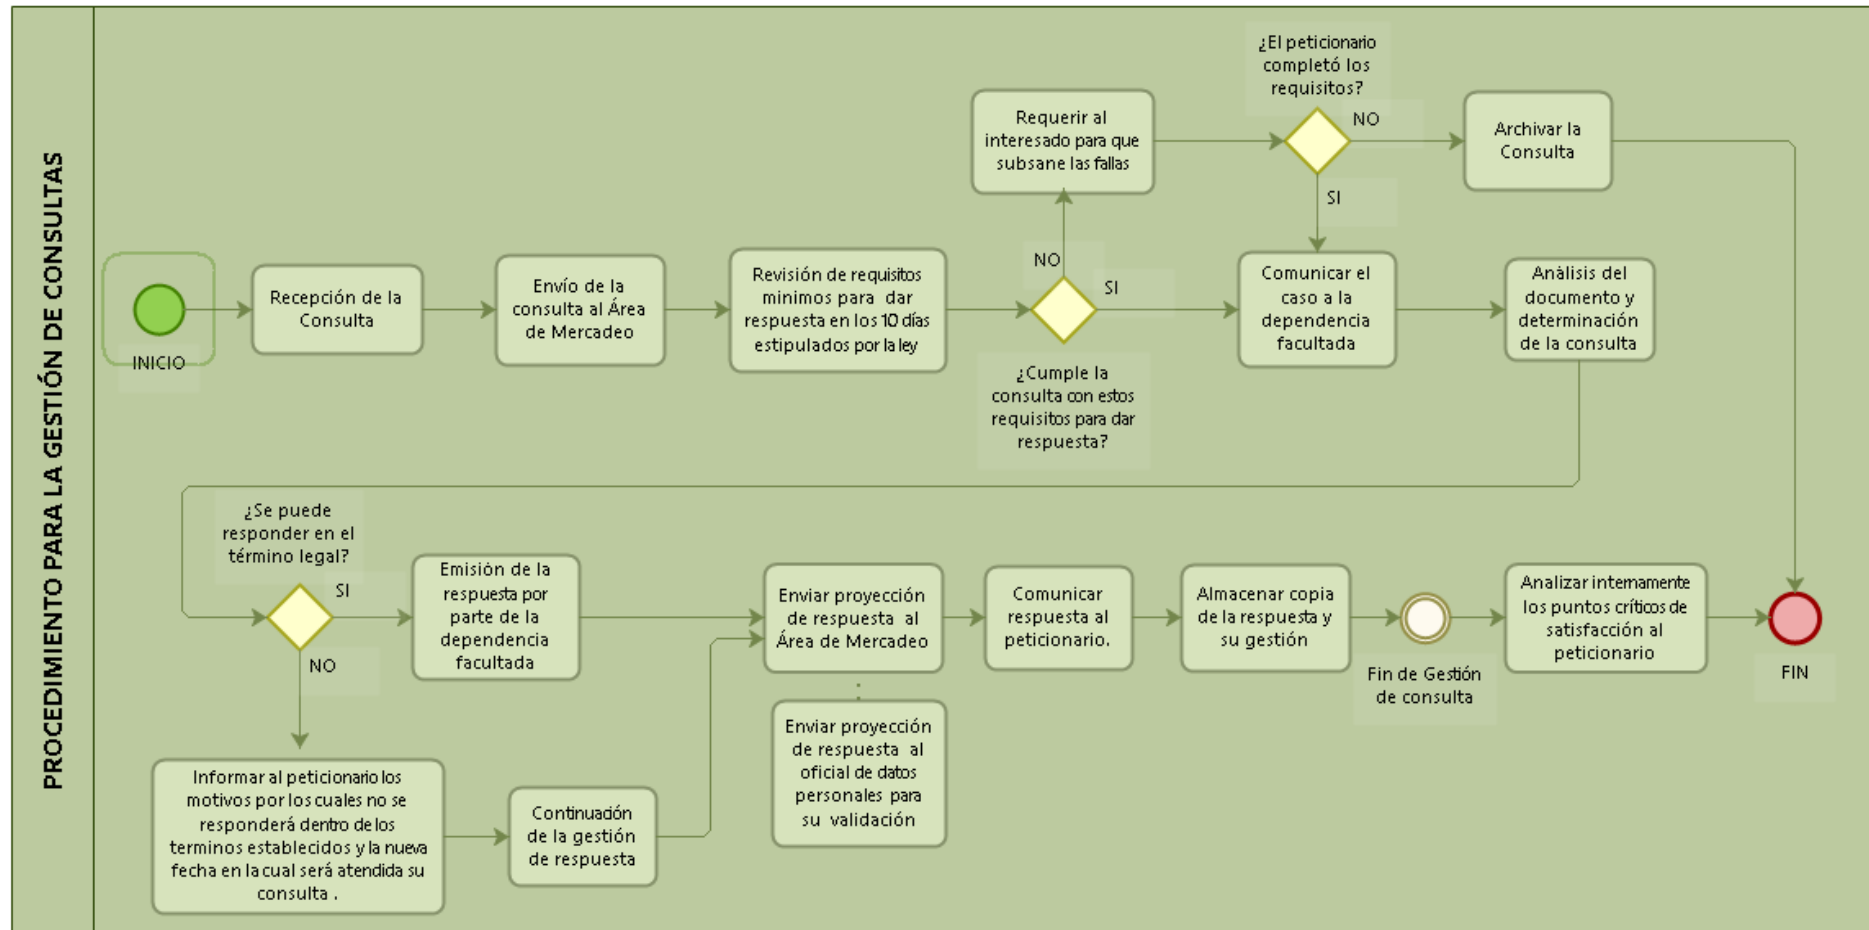 PROCEDIMIENTO PARA LA GESTIÓN DE CONSULTAS
INICIO
Recepción de la
Consulta
Envío de la
consulta al Área
de Mercadeo
Revisión de requisitos
minimos para dar
respuesta en los 10 días
estipulados por la ley
¿Cumple la
consulta con estos
requisitos para dar
respuesta?
NO
SI
Requerir al
interesado para que
subsane las fallas
¿El peticionario
completó los
requisitos?
NO
SI
Archivar la
Consulta
Comunicar el
caso a la
dependencia
facultada
Análisis del
documento y
determinación
de la consulta
¿Se puede
responder en el
término legal?
SI
NO
Emisión de la
respuesta por
parte de la
dependencia
facultada
Informar al peticionario los
motivos por los cuales no se
responderá dentro de los
terminos establecidos y la nueva
fecha en la cual será atendida su
consulta .
Continuación
de la gestión
de respuesta
Enviar proyección
de respuesta al
Área de Mercadeo
Enviar proyección
de respuesta al
oficial de datos
personales para
su validación
Comunicar
respuesta al
peticionario.
Almacenar copia
de la respuesta y
su gestión
Fin de Gestión
de consulta
Analizar internamente
los puntos críticos de
satisfacción al
peticionario
FIN